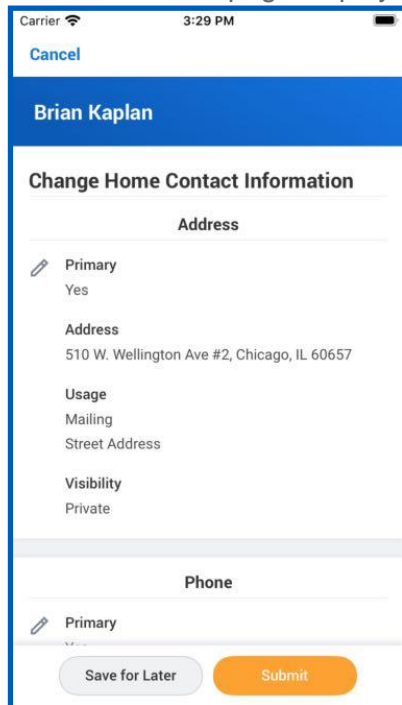 Carrier 3:29 PM
Cancel
Brian Kaplan
Change Home Contact Information
Address
Primary
Yes
Address
510 W. Wellington Ave #2, Chicago, IL 60657
Usage
Mailing
Street Address
Visibility
Private
Phone
Primary
Save for Later Submit